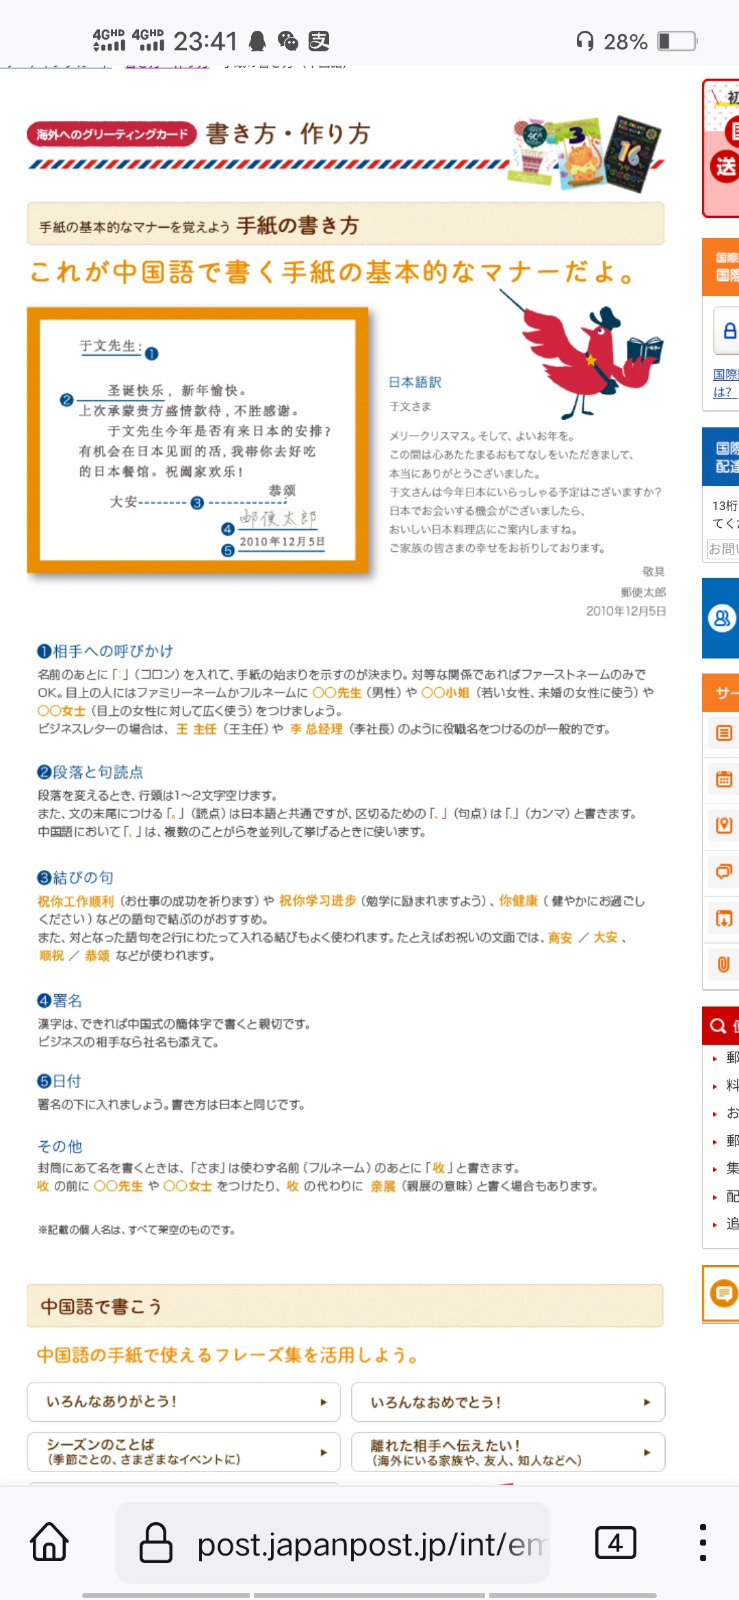 4GHD 4GHD 23:41 支 28%
海外へのグリーティングカード 書き方・作り方
手紙の基本的なマナーを覚えよう 手紙の書き方
これが中国語で書く手紙の基本的なマナーだよ。
于文先生: ❶
❷ 圣诞快乐, 新年愉快。
上次承蒙贵方盛情款待,不胜感谢。
于文先生今年是否有来日本的安排?
有机会在日本见面的活,我带你去好吃
的日本餐馆。祝阖家欢乐!
恭颂
大安 ❸
❹ 邮便太郎
❺ 2010年12月5日
日本語訳
于文さま
メリークリスマス。そして、よいお年を。
この間は心あたたまるおもてなしをいただきまして、
本当にありがとうございました。
于文さんは今年日本にいらっしゃる予定はございますか?
日本でお会いする機会がございましたら、
おいしい日本料理店にご案内しますね。
ご家族の皆さまの幸せをお祈りしております。
敬具
郵便太郎
2010年12月5日
❶相手への呼びかけ
名前のあとに「:」(コロン)を入れて、手紙の始まりを示すのが決まり。対等な関係であればファーストネームのみで
OK。目上の人にはファミリーネームかフルネームに 〇〇先生(男性)や 〇〇小姐(若い女性、未婚の女性に使う)や
〇〇女士(目上の女性に対して広く使う)をつけましょう。
ビジネスレターの場合は、王 主任(王主任)や 李 总经理(李社長)のように役職名をつけるのが一般的です。
❷段落と句読点
段落を変えるとき、行頭は1〜2文字空けます。
また、文の末尾につける「。」(読点)は日本語と共通ですが、区切るための「、」(句点)は「,」(カンマ)と書きます。
中国語において「、」は、複数のことがらを並列して挙げるときに使います。
❸結びの句
祝你工作顺利(お仕事の成功を祈ります)や 祝你学习进步(勉学に励まれますよう)、你健康(健やかにお過ごし
ください)などの語句で結ぶのがおすすめ。
また、対となった語句を2行にわたって入れる結びもよく使われます。たとえばお祝いの文面では、商安 / 大安 、
順祝 / 恭颂 などが使われます。
❹署名
漢字は、できれば中国式の簡体字で書くと親切です。
ビジネスの相手なら社名も添えて。
❺日付
署名の下に入れましょう。書き方は日本と同じです。
その他
封筒にあて名を書くときは、「さま」は使わず名前(フルネーム)のあとに「收」と書きます。
收 の前に 〇〇先生 や 〇〇女士 をつけたり、收 の代わりに 亲展(親展の意味)と書く場合もあります。
※記載の個人名は、すべて架空のものです。
中国語で書こう
中国語の手紙で使えるフレーズ集を活用しよう。
いろんなありがとう!
いろんなおめでとう!
シーズンのことば
(季節ごとの、さまざまなイベントに)
離れた相手へ伝えたい!
(海外にいる家族や、友人、知人などへ)
初
送
国際
国際
国際
は?
国際
配達
13桁
てく
お問い
サー
郵
料
お
郵
集
配
追
post.japanpost.jp/int/em
4